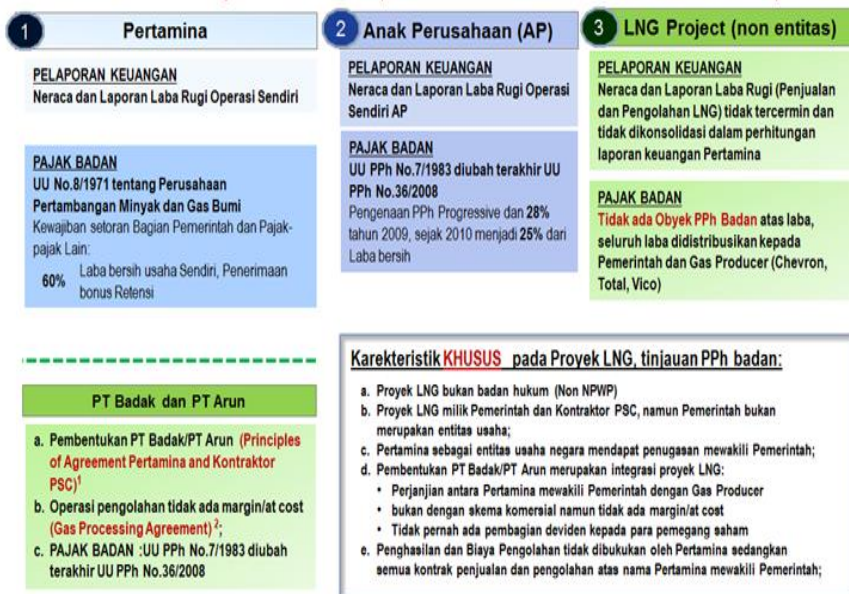 1
Pertamina
PELAPORAN KEUANGAN
Neraca dan Laporan Laba Rugi Operasi Sendiri
PAJAK BADAN
UU No.8/1971 tentang Perusahaan
Pertambangan Minyak dan Gas Bumi
Kewajiban setoran Bagian Pemerintah dan Pajak-
pajak Lain:
60% Laba bersih usaha Sendiri, Penerimaan
bonus Retensi
2
Anak Perusahaan (AP)
PELAPORAN KEUANGAN
Neraca dan Laporan Laba Rugi Operasi
Sendiri AP
PAJAK BADAN
UU PPh No.7/1983 diubah terakhir UU
PPh No.36/2008
Pengenaan PPh Progressive dan 28%
tahun 2009, sejak 2010 menjadi 25% dari
Laba bersih
3
LNG Project (non entitas)
PELAPORAN KEUANGAN
Neraca dan Laporan Laba Rugi (Penjualan
dan Pengolahan LNG) tidak tercermin dan
tidak dikonsolidasi dalam perhitungan
laporan keuangan Pertamina
PAJAK BADAN
Tidak ada Obyek PPh Badan atas laba,
seluruh laba didistribusikan kepada
Pemerintah dan Gas Producer (Chevron,
Total, Vico)
PT Badak dan PT Arun
a. Pembentukan PT Badak/PT Arun (Principles
of Agreement Pertamina and Kontraktor
PSC)1
b. Operasi pengolahan tidak ada margin/at cost
(Gas Processing Agreement) 2;
c. PAJAK BADAN :UU PPh No.7/1983 diubah
terakhir UU PPh No.36/2008
Karekteristik KHUSUS pada Proyek LNG, tinjauan PPh badan:
a. Proyek LNG bukan badan hukum (Non NPWP)
b. Proyek LNG milik Pemerintah dan Kontraktor PSC, namun Pemerintah bukan
merupakan entitas usaha;
c. Pertamina sebagai entitas usaha negara mendapat penugasan mewakili Pemerintah;
d. Pembentukan PT Badak/PT Arun merupakan integrasi proyek LNG:
• Perjanjian antara Pertamina mewakili Pemerintah dengan Gas Producer
• bukan dengan skema komersial namun tidak ada margin/at cost
• Tidak pernah ada pembagian deviden kepada para pemegang saham
e. Penghasilan dan Biaya Pengolahan tidak dibukukan oleh Pertamina sedangkan
semua kontrak penjualan dan pengolahan atas nama Pertamina mewakili Pemerintah;